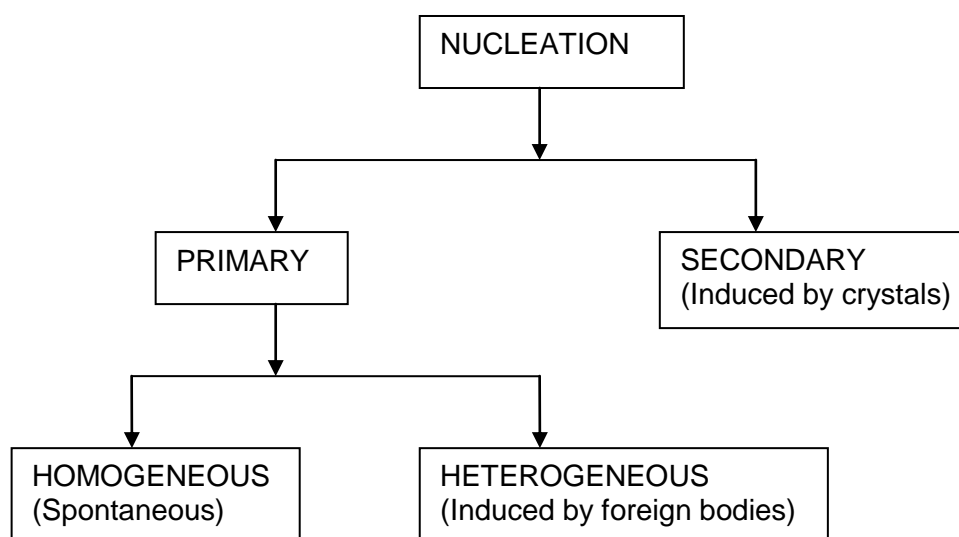 NUCLEATION
PRIMARY
SECONDARY
(Induced by crystals)
HOMOGENEOUS
(Spontaneous)
HETEROGENEOUS
(Induced by foreign bodies)